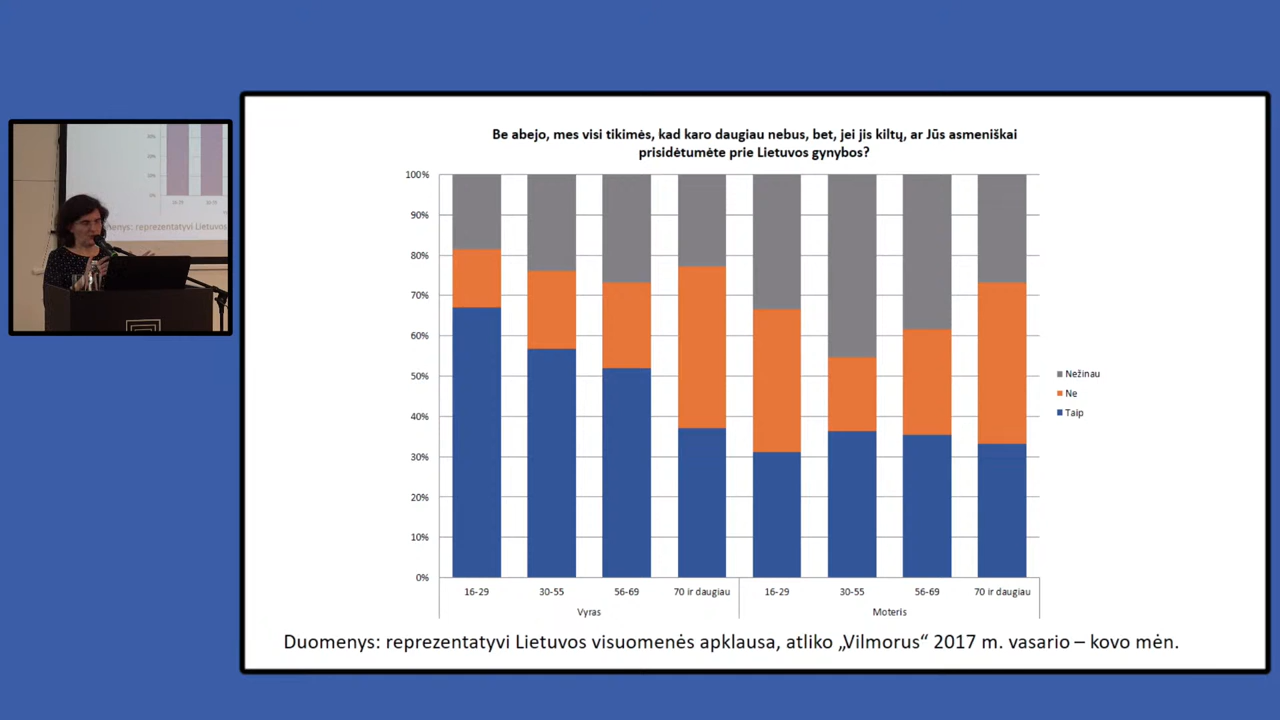 Be abejo, mes visi tikimės, kad karo daugiau nebus, bet, jei jis kiltų, ar Jūs asmeniškai
prisidėtumėte prie Lietuvos gynybos?
100%
90%
80%
70%
60%
50%
40%
30%
20%
10%
0%
16-29
30-55
56-69
70 ir daugiau
16-29
30-55
56-69
70 ir daugiau
Vyras
Moteris
Nežinau
Ne
Taip
Duomenys: reprezentatyvi Lietuvos visuomenės apklausa, atliko „Vilmorus“ 2017 m. vasario – kovo mėn.
enys: reprezentatyvi Lietuvos